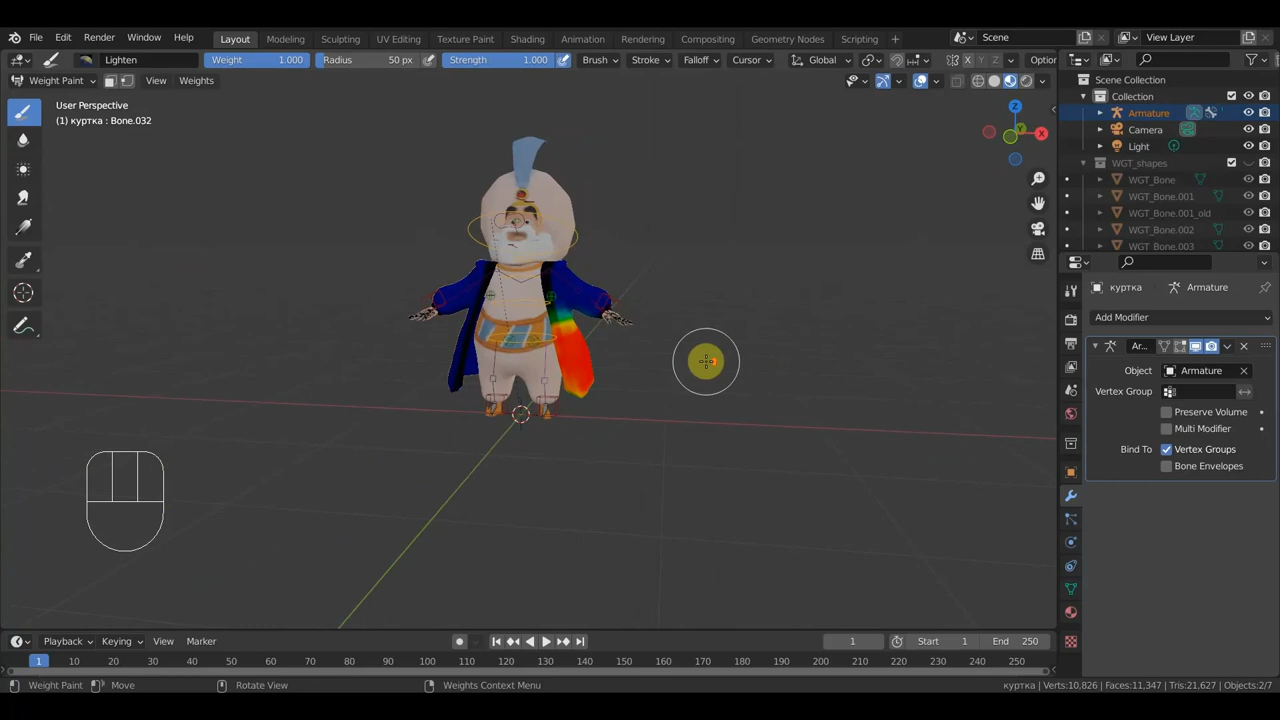 File Edit Render Window Help Layout Modeling Sculpting UV Editing Texture Paint Shading Animation Rendering Compositing Geometry Nodes Scripting Scene View Layer
Lighten Weight 1.000 Radius 50 px Strength 1.000 Brush Stroke Falloff Cursor Global X Y Z Optior
Weight Paint View Weights
User Perspective
(1) куртка : Bone.032
Z
Y
X
Scene Collection
Collection
Armature
Camera
Light
WGT_shapes
WGT_Bone
WGT_Bone.001
WGT_Bone.001_old
WGT_Bone.002
WGT_Bone.003
куртка Armature
Add Modifier
Ar...
Object Armature
Vertex Group
Preserve Volume
Multi Modifier
Bind To Vertex Groups
Bone Envelopes
Playback Keying View Marker 1 Start 1 End 250
1 10 20 30 40 50 60 70 80 90 100 110 120 130 140 150 160 170 180 190 200 210 220 230 240 250
Weight Paint Move Rotate View Weights Context Menu куртка | Verts:10,826 | Faces:11,347 | Tris:21,627 | Objects:2/7